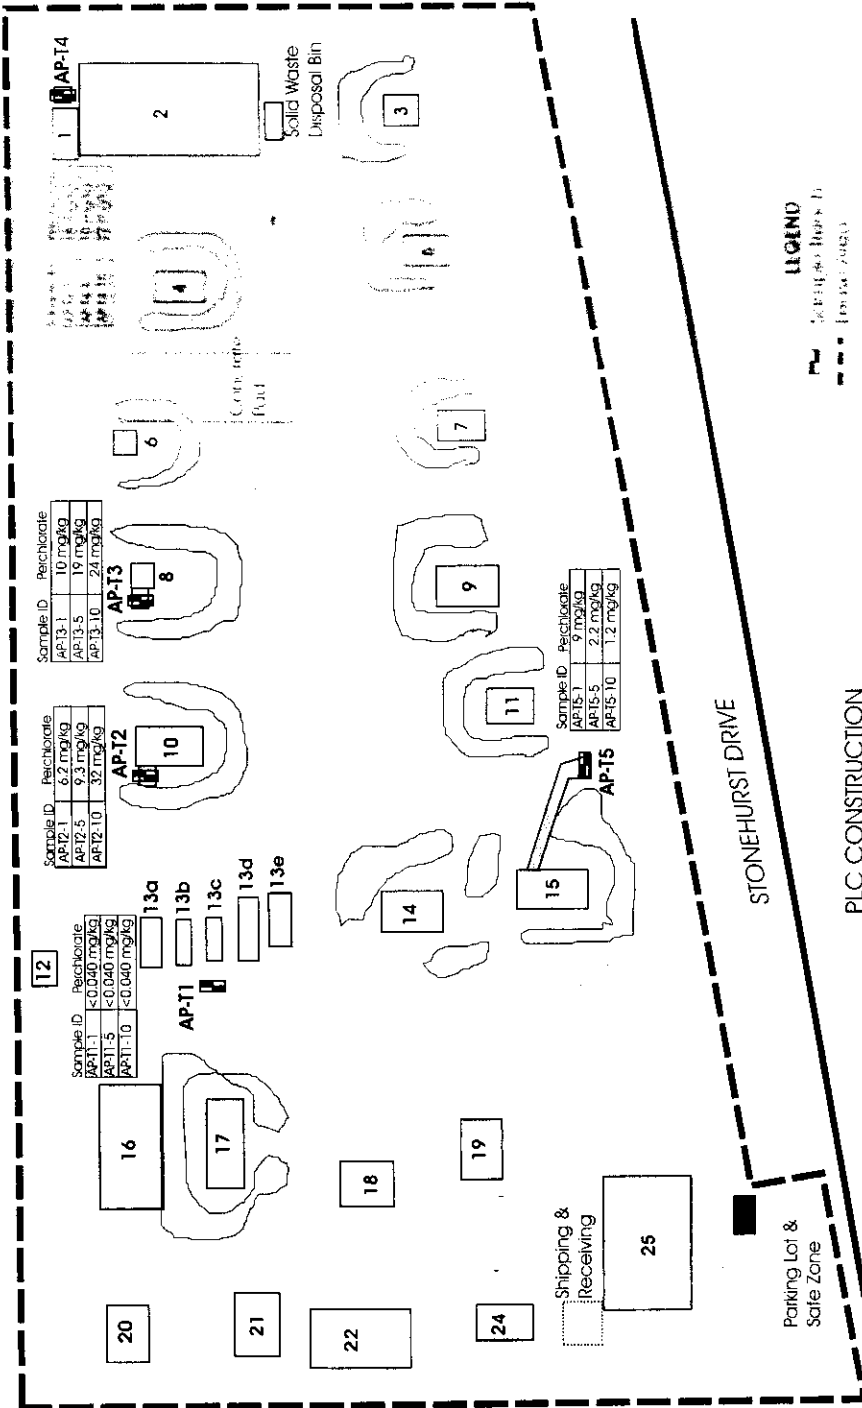 AP-T4
1
2
Solid Waste
Disposal Bin
3
4
Concrete
Pad
6
7
Sample ID Perchlorate
AP-T3-1 10 mg/kg
AP-T3-5 19 mg/kg
AP-T3-10 24 mg/kg
AP-T3
8
9
Sample ID Perchlorate
AP-T2-1 6.2 mg/kg
AP-T2-5 9.3 mg/kg
AP-T2-10 32 mg/kg
AP-T2
10
11
Sample ID Perchlorate
AP-T5-1 9 mg/kg
AP-T5-5 2.2 mg/kg
AP-T5-10 1.2 mg/kg
AP-T5
12
Sample ID Perchlorate
AP-T1-1 <0.040 mg/kg
AP-T1-5 <0.040 mg/kg
AP-T1-10 <0.040 mg/kg
AP-T1
13a
13b
13c
13d
13e
14
15
16
17
18
19
20
21
22
24
Shipping &
Receiving
25
Parking Lot &
Safe Zone
STONEHURST DRIVE
PLC CONSTRUCTION
LEGEND